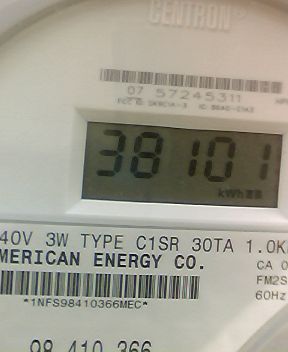 CENTRON
07 57245311
38101
kWh
40V 3W TYPE C1SR 30TA 1.0K
MERICAN ENERGY CO.
CA 0
FM2S
60Hz
*1NFS98410366MEC*
98 410 366